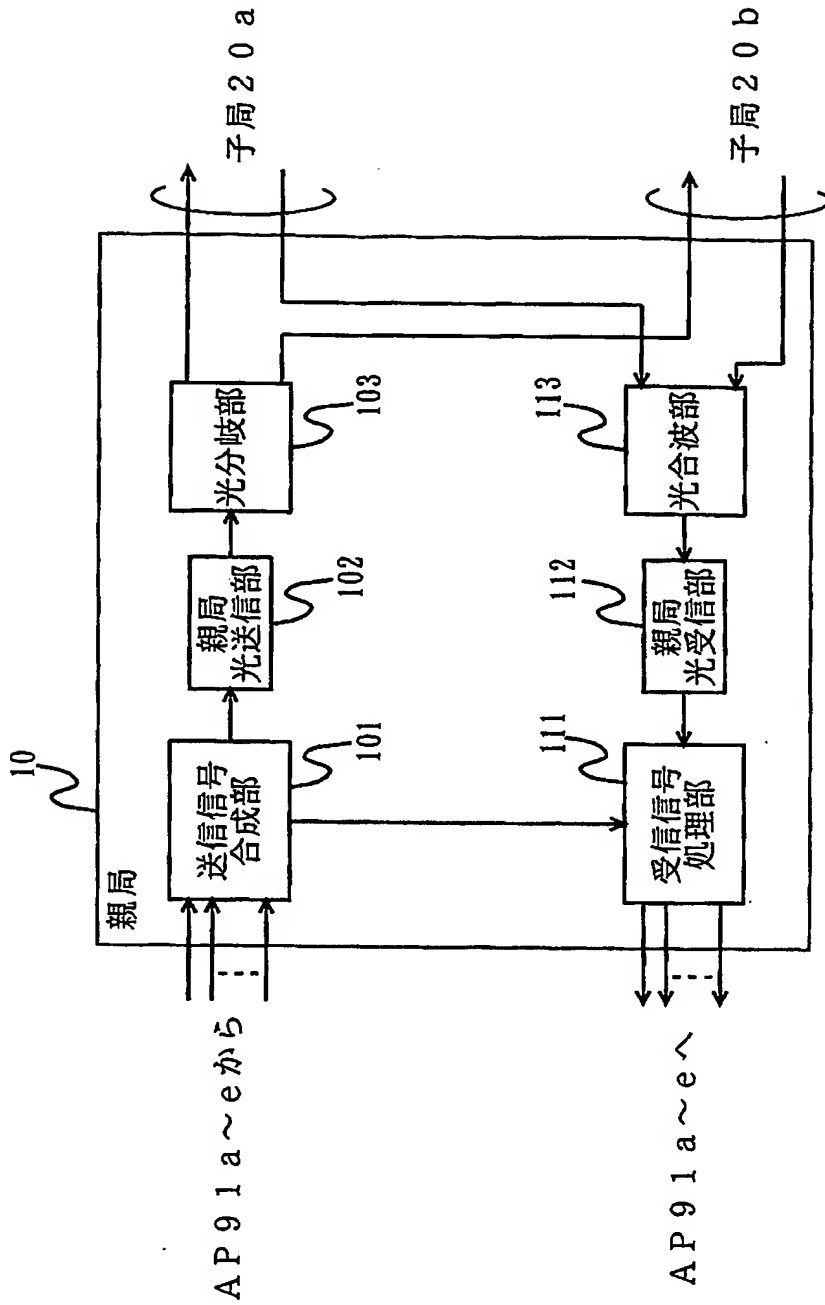 10
親局
AP91a～eから
送信信号
合成部
101
親局
光送信部
102
光分岐部
103
子局20a
AP91a～eへ
受信信号
処理部
111
親局
光受信部
112
光合波部
113
子局20b